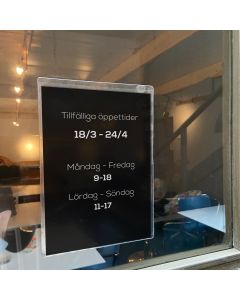 Tillfälliga öppettider
18/3 - 24/4
Måndag - Fredag
9-18
Lördag - Söndag
11-17